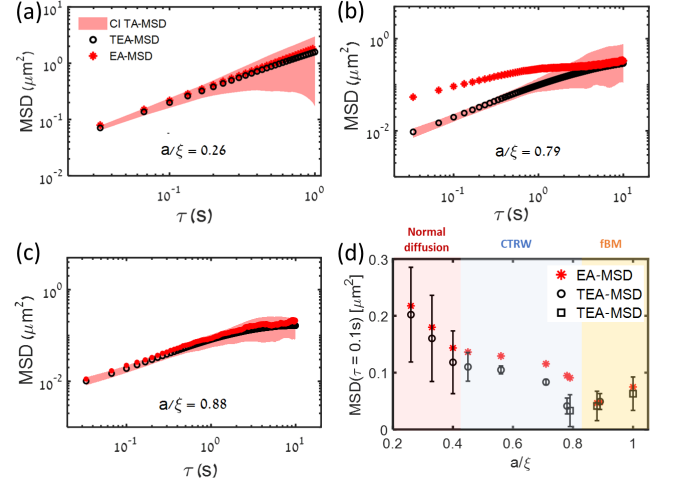 (a)
CI TA-MSD
TEA-MSD
EA-MSD
MSD (μm²)
10⁰
10⁻¹
10⁻²
a/ξ = 0.26
10⁻¹
10⁰
τ (s)
(b)
MSD (μm²)
10⁰
10⁻²
a/ξ = 0.79
10⁻¹
10⁰
10¹
τ (s)
(c)
MSD (μm²)
10⁰
10⁻²
a/ξ = 0.88
10⁻¹
10⁰
10¹
τ (s)
(d)
Normal
diffusion
CTRW
fBM
EA-MSD
TEA-MSD
TEA-MSD
MSD(τ = 0.1s) [μm²]
0.3
0.2
0.1
0
0.2 0.4 0.6 0.8 1
a/ξ